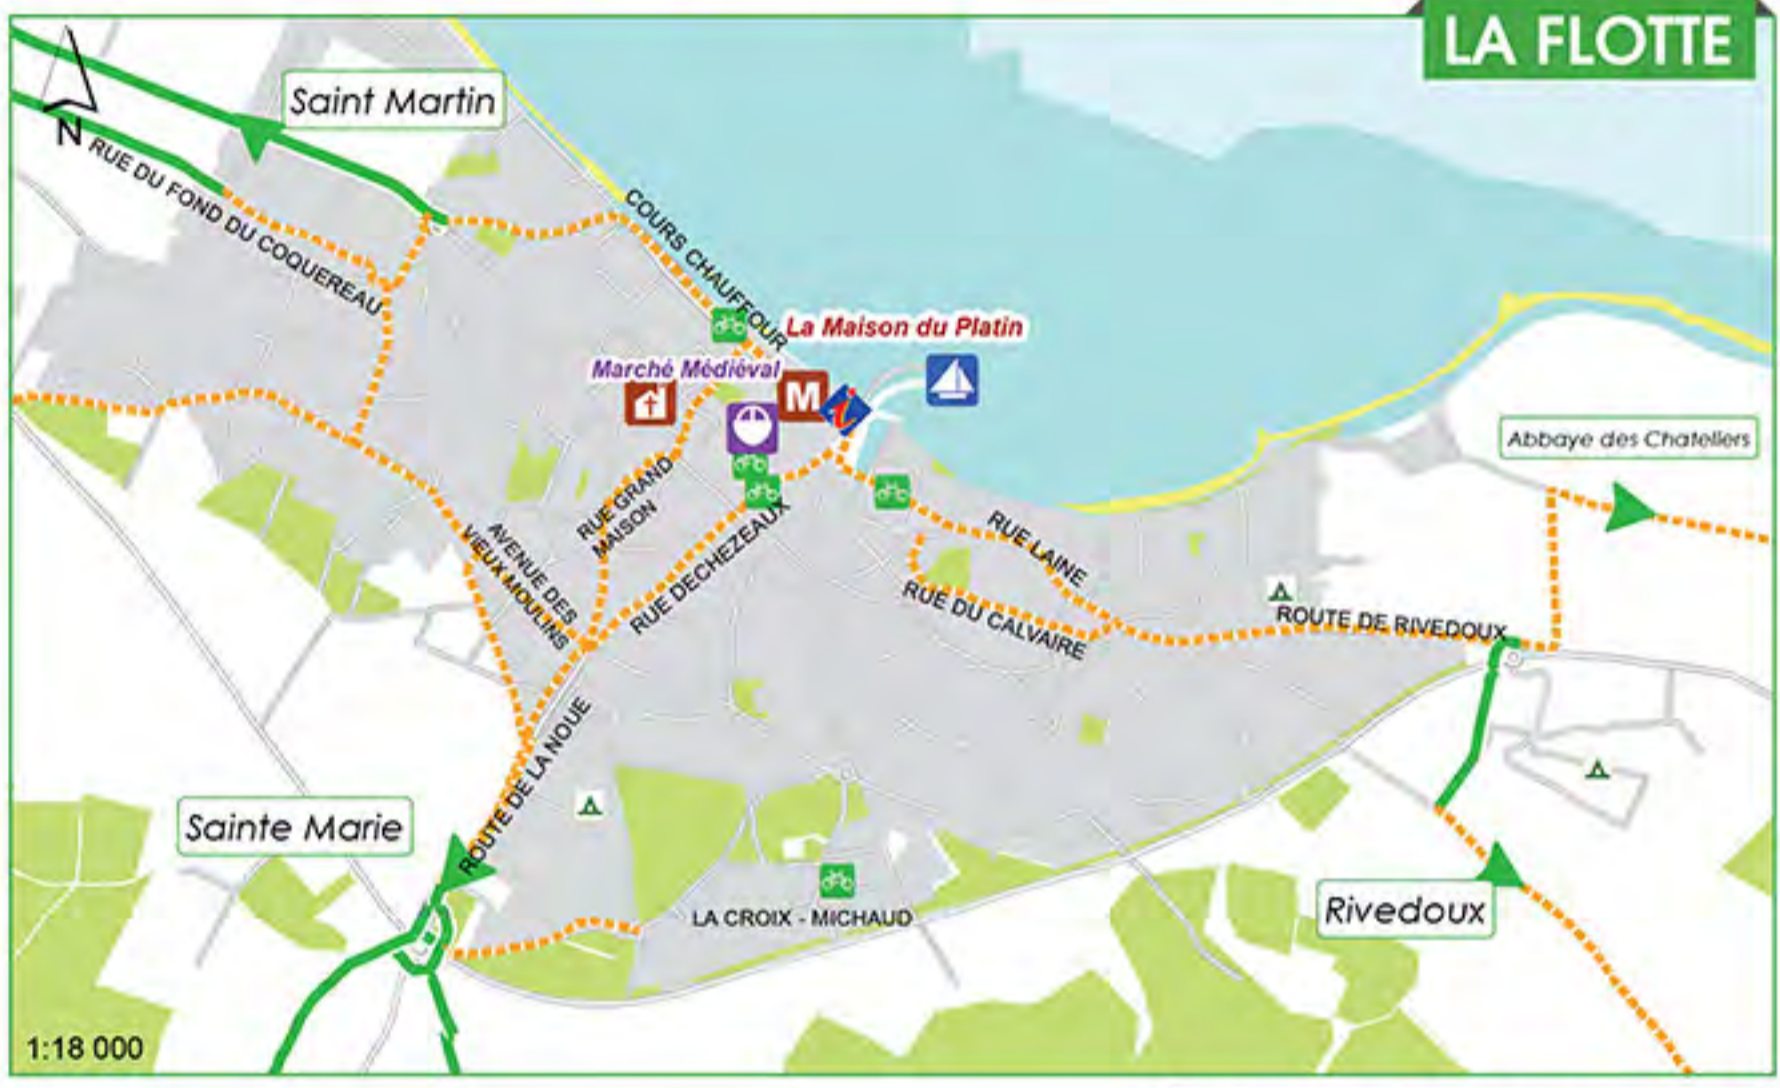 LA FLOTTE
Saint Martin
N
RUE DU FOND DU COQUEREAU
COURS CHAUFFOUR
La Maison du Platin
Marché Médiéval
M
i
Abbaye des Chateliers
RUE GRAND
MAISON
AVENUE DES
VIEUX MOULINS
RUE DECHEZEAUX
RUE LAINE
RUE DU CALVAIRE
ROUTE DE RIVEDOUX
ROUTE DE LA NOUE
Sainte Marie
Rivedoux
LA CROIX - MICHAUD
1:18 000